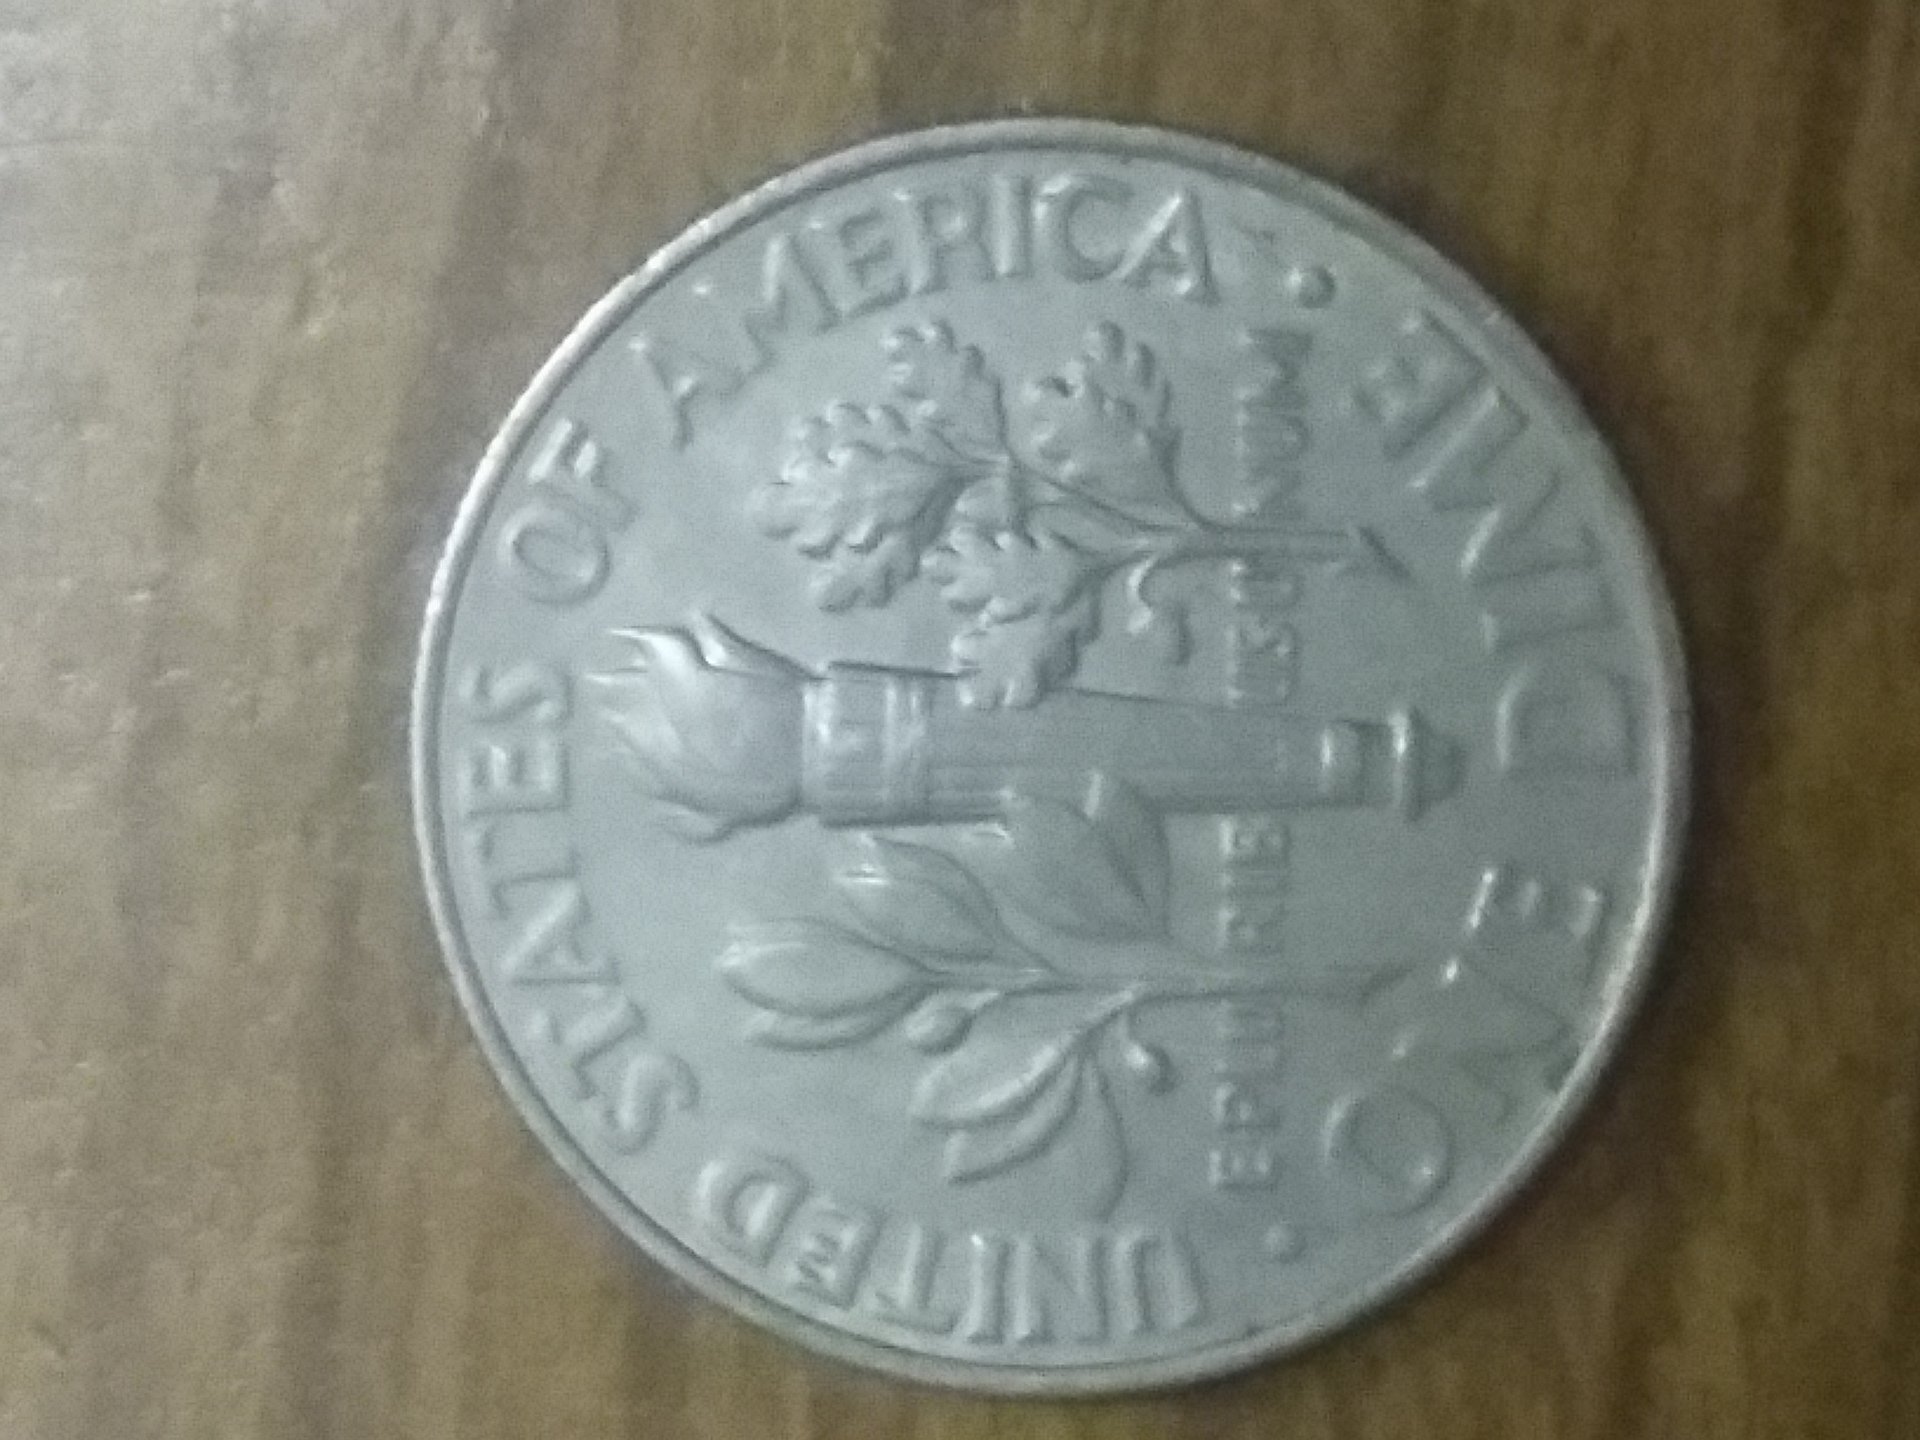 UNITED STATES OF AMERICA
E PLURIBUS UNUM
ONE DIME